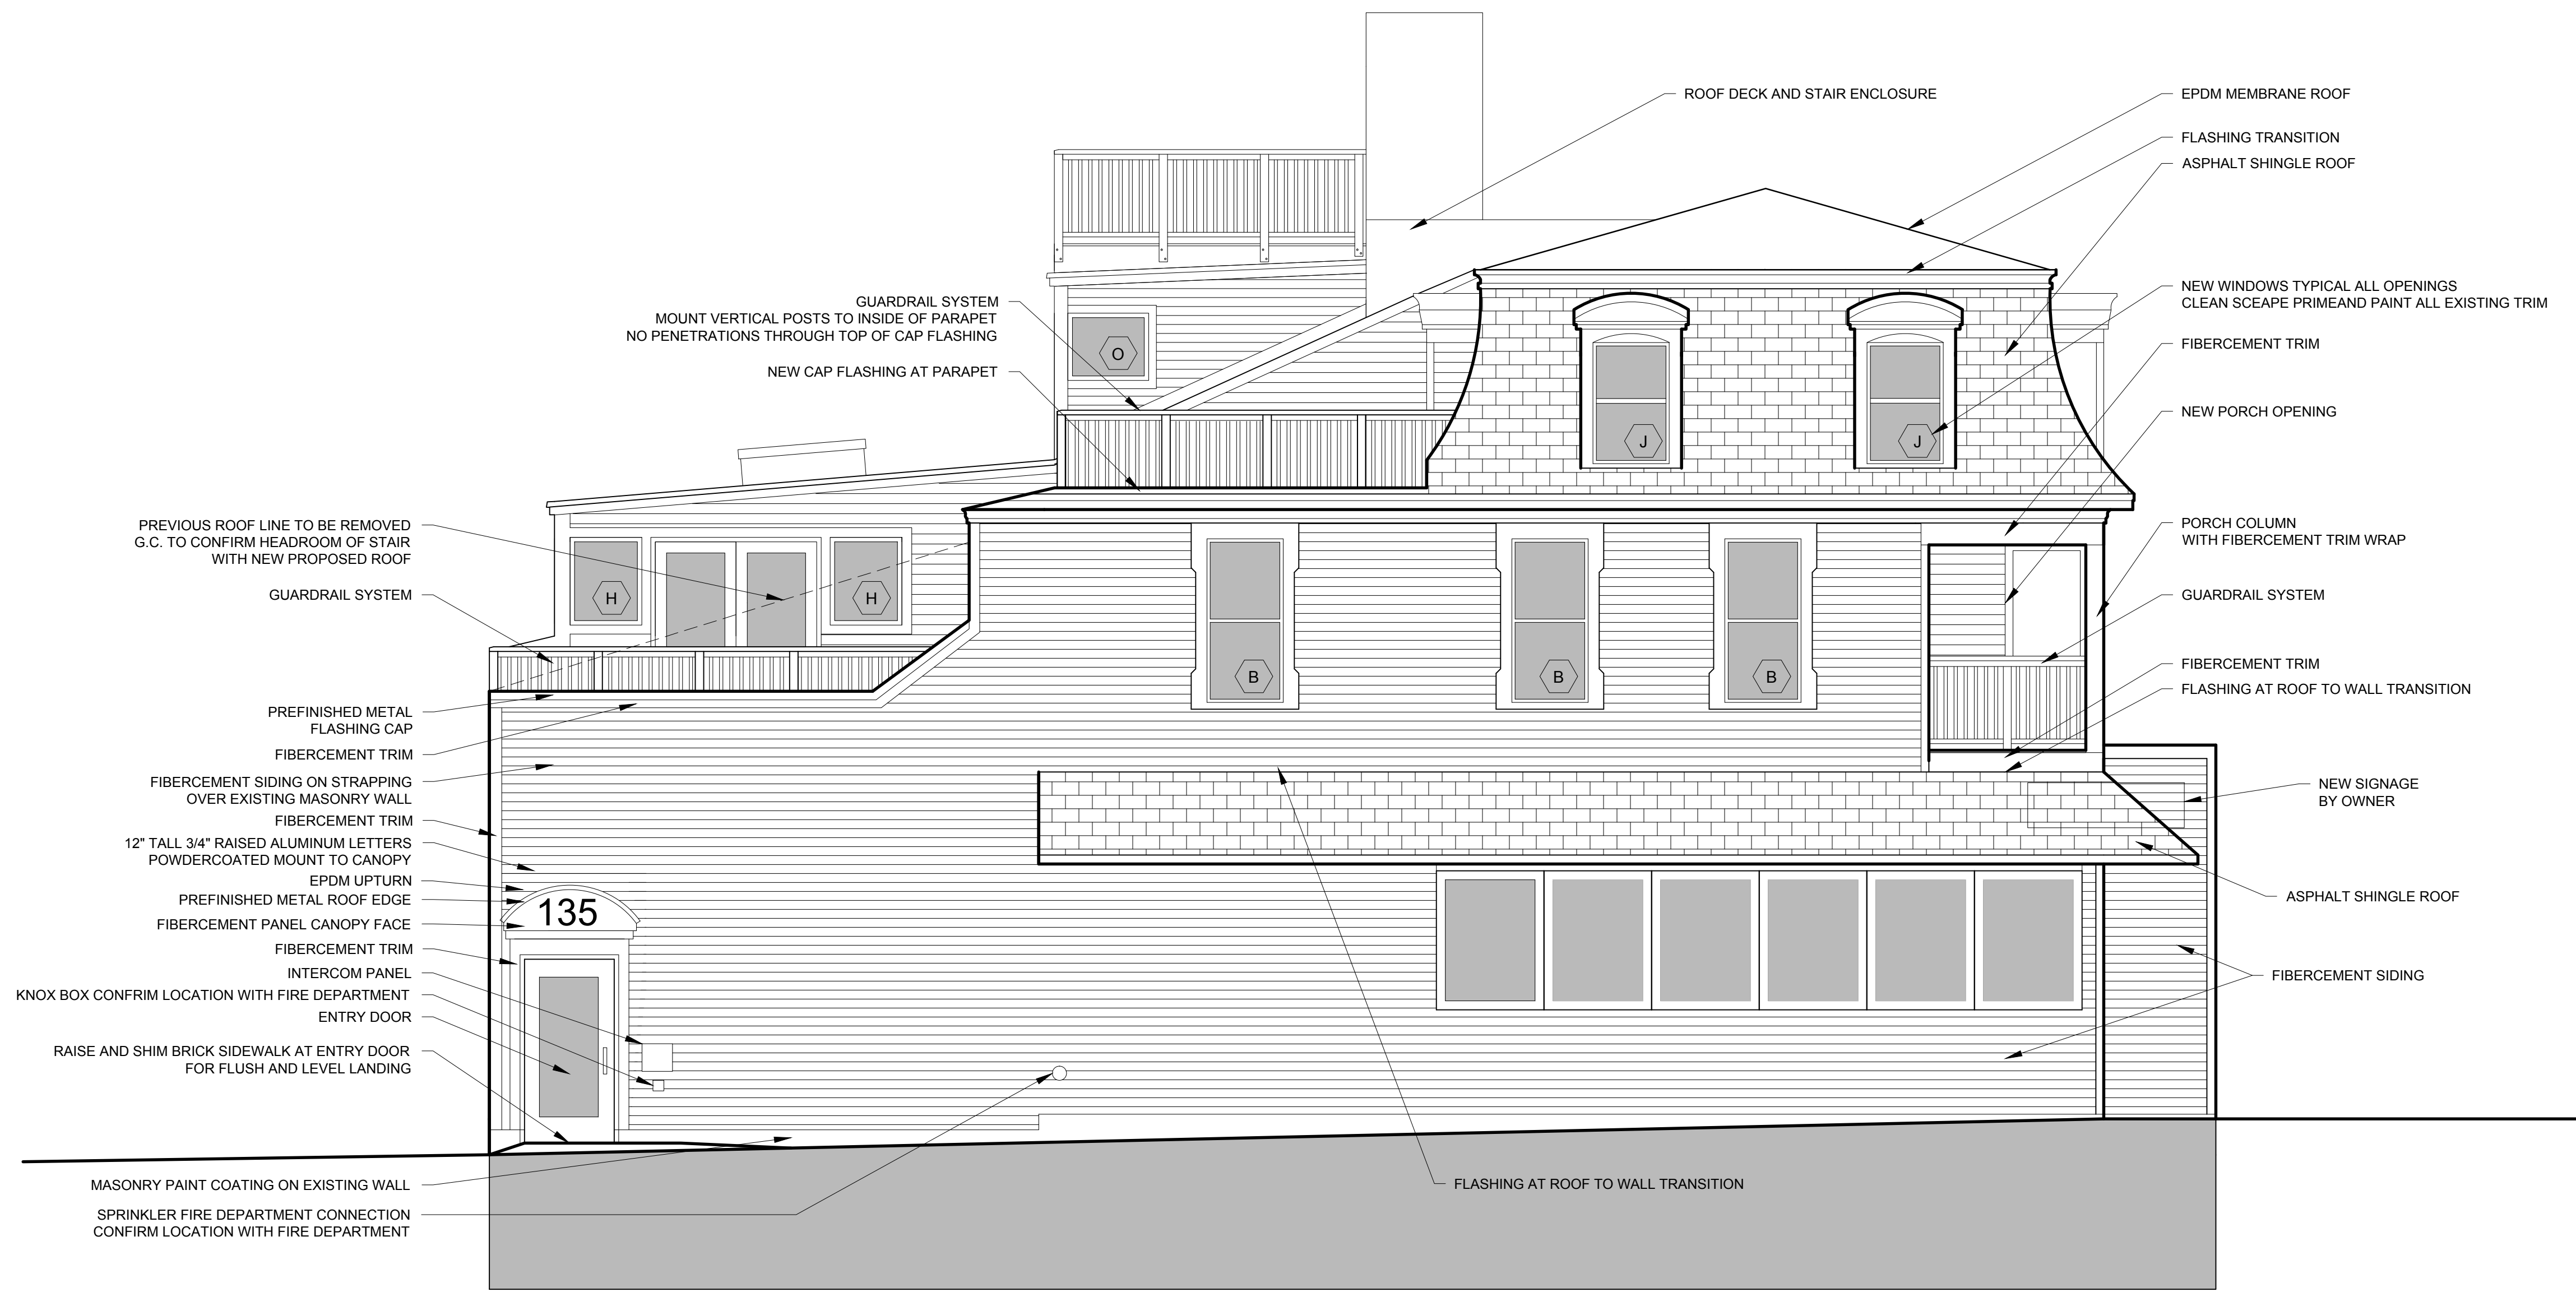 ROOF DECK AND STAIR ENCLOSURE
EPDM MEMBRANE ROOF
FLASHING TRANSITION
ASPHALT SHINGLE ROOF
NEW WINDOWS TYPICAL ALL OPENINGS
CLEAN SCEAPE PRIMEAND PAINT ALL EXISTING TRIM
FIBERCEMENT TRIM
NEW PORCH OPENING
PORCH COLUMN
WITH FIBERCEMENT TRIM WRAP
GUARDRAIL SYSTEM
FIBERCEMENT TRIM
FLASHING AT ROOF TO WALL TRANSITION
NEW SIGNAGE
BY OWNER
ASPHALT SHINGLE ROOF
FIBERCEMENT SIDING
GUARDRAIL SYSTEM
MOUNT VERTICAL POSTS TO INSIDE OF PARAPET
NO PENETRATIONS THROUGH TOP OF CAP FLASHING
NEW CAP FLASHING AT PARAPET
O
J
J
H
H
B
B
B
PREVIOUS ROOF LINE TO BE REMOVED
G.C. TO CONFIRM HEADROOM OF STAIR
WITH NEW PROPOSED ROOF
GUARDRAIL SYSTEM
PREFINISHED METAL
FLASHING CAP
FIBERCEMENT TRIM
FIBERCEMENT SIDING ON STRAPPING
OVER EXISTING MASONRY WALL
FIBERCEMENT TRIM
12" TALL 3/4" RAISED ALUMINUM LETTERS
POWDERCOATED MOUNT TO CANOPY
EPDM UPTURN
PREFINISHED METAL ROOF EDGE
FIBERCEMENT PANEL CANOPY FACE
135
FIBERCEMENT TRIM
INTERCOM PANEL
KNOX BOX CONFRIM LOCATION WITH FIRE DEPARTMENT
ENTRY DOOR
RAISE AND SHIM BRICK SIDEWALK AT ENTRY DOOR
FOR FLUSH AND LEVEL LANDING
MASONRY PAINT COATING ON EXISTING WALL
SPRINKLER FIRE DEPARTMENT CONNECTION
CONFIRM LOCATION WITH FIRE DEPARTMENT
FLASHING AT ROOF TO WALL TRANSITION